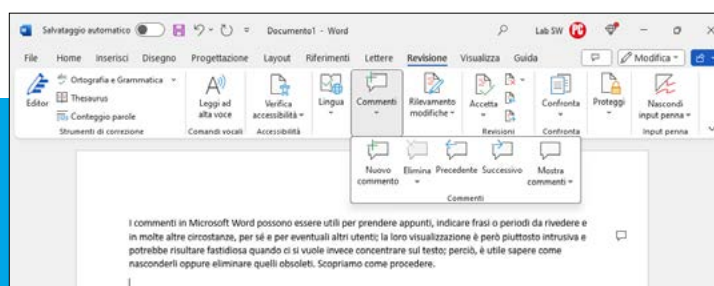 Salvataggio automatico Documento1 - Word Lab SW
File Home Inserisci Disegno Progettazione Layout Riferimenti Lettere Revisione Visualizza Guida Modifica
Editor
Ortografia e Grammatica
Thesaurus
Conteggio parole
Strumenti di correzione
Leggi ad
alta voce
Comandi vocali
Verifica
accessibilità
Accessibilità
Lingua
Commenti
Rilevamento
modifiche
Accetta
Revisioni
Confronta
Confronta
Proteggi
Nascondi
input penna
Input penna
Nuovo
commento
Elimina
Precedente
Successivo
Mostra
commenti
Commenti
I commenti in Microsoft Word possono essere utili per prendere appunti, indicare frasi o periodi da rivedere e
in molte altre circostanze, per sé e per eventuali altri utenti; la loro visualizzazione è però piuttosto intrusiva e
potrebbe risultare fastidiosa quando ci si vuole invece concentrare sul testo; perciò, è utile sapere come
nasconderli oppure eliminare quelli obsoleti. Scopriamo come procedere.